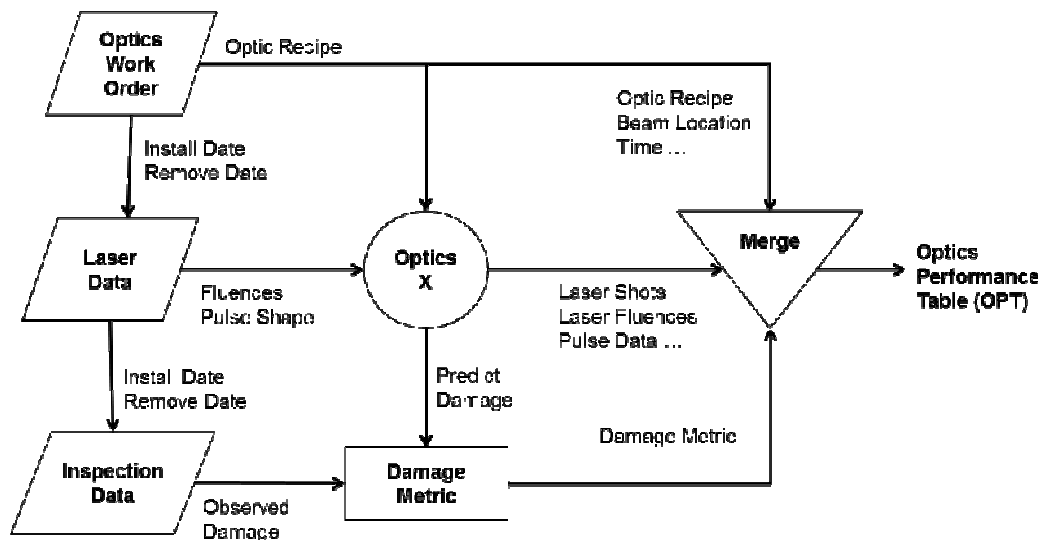 Optics
Work
Order
Optic Recipe
Optic Recipe
Beam Location
Time ...
Install Date
Remove Date
Laser
Data
Fluences
Pulse Shape
Optics
X
Laser Shots
Laser Fluences
Pulse Data ...
Merge
Optics
Performance
Table (OPT)
Install Date
Remove Date
Predict
Damage
Damage Metric
Inspection
Data
Observed
Damage
Damage
Metric